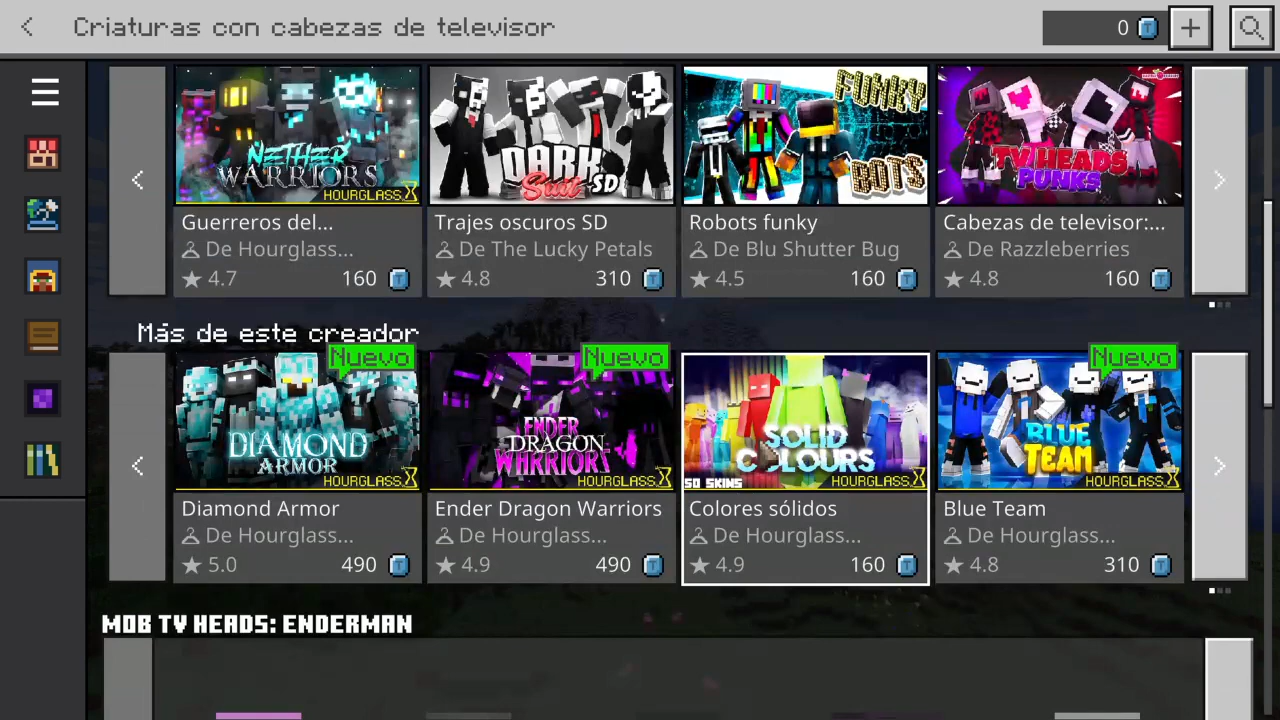 Criaturas con cabezas de televisor
0
NETHER
WARRIORS
HOURGLASS
DARK
Suit SD
FUNKY
BOTS
TV HEADS
PUNKS
Guerreros del...
De Hourglass...
4.7
160
Trajes oscuros SD
De The Lucky Petals
4.8
310
Robots funky
De Blu Shutter Bug
4.5
160
Cabezas de televisor:...
De Razzleberries
4.8
160
Más de este creador
Nuevo
Nuevo
Nuevo
DIAMOND
ARMOR
HOURGLASS
ENDER
DRAGON
WARRIORS
HOURGLASS
SOLID
COLOURS
50 SKINS
HOURGLASS
BLUE
TEAM
HOURGLASS
Diamond Armor
De Hourglass...
5.0
490
Ender Dragon Warriors
De Hourglass...
4.9
490
Colores sólidos
De Hourglass...
4.9
160
Blue Team
De Hourglass...
4.8
310
MOB TV HEADS: ENDERMAN